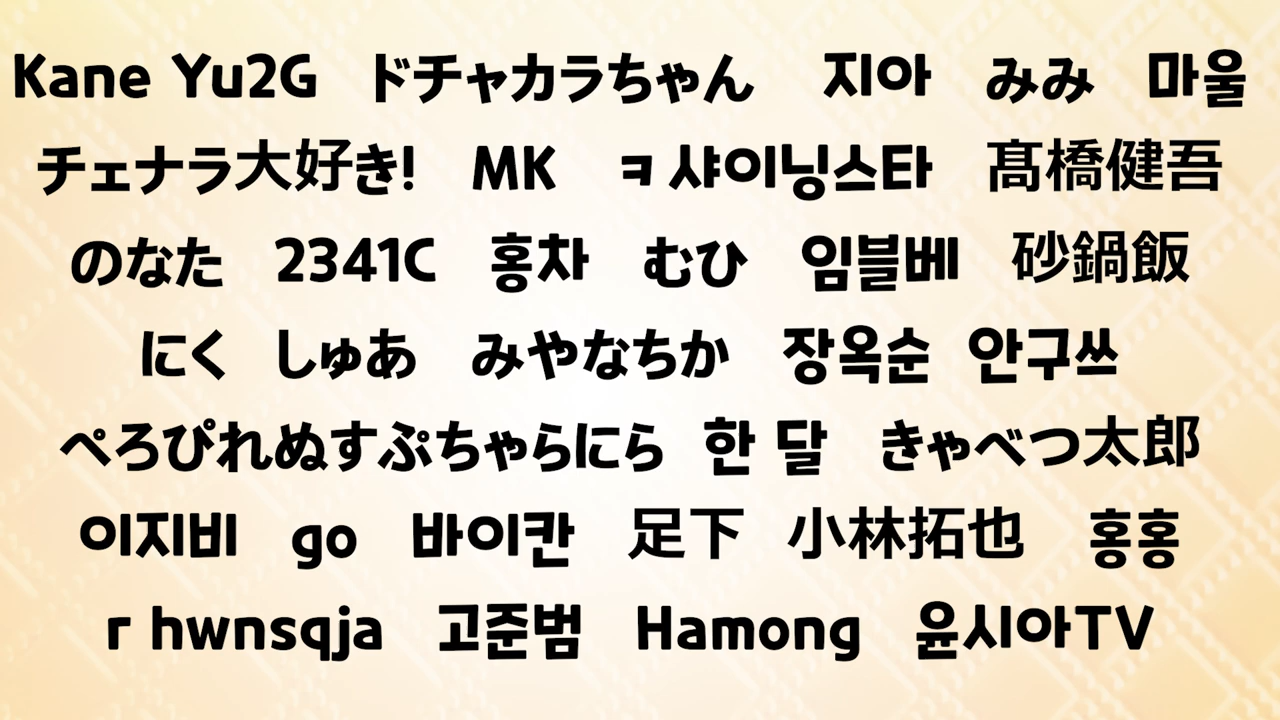 Kane Yu2G ドチャカラちゃん 지아 みみ 마울
チェナラ大好き! MK ㅋ 샤이닝스타 髙橋健吾
のなた 2341C 홍차 むひ 임블베 砂鍋飯
にく しゅあ みやなちか 장옥순 안구쓰
ぺろぴれぬすぷちゃらにら 한 달 きゃべつ太郎
이지비 go 바이칸 足下 小林拓也 홍홍
r hwnsqja 고준범 Hamong 윤시아TV